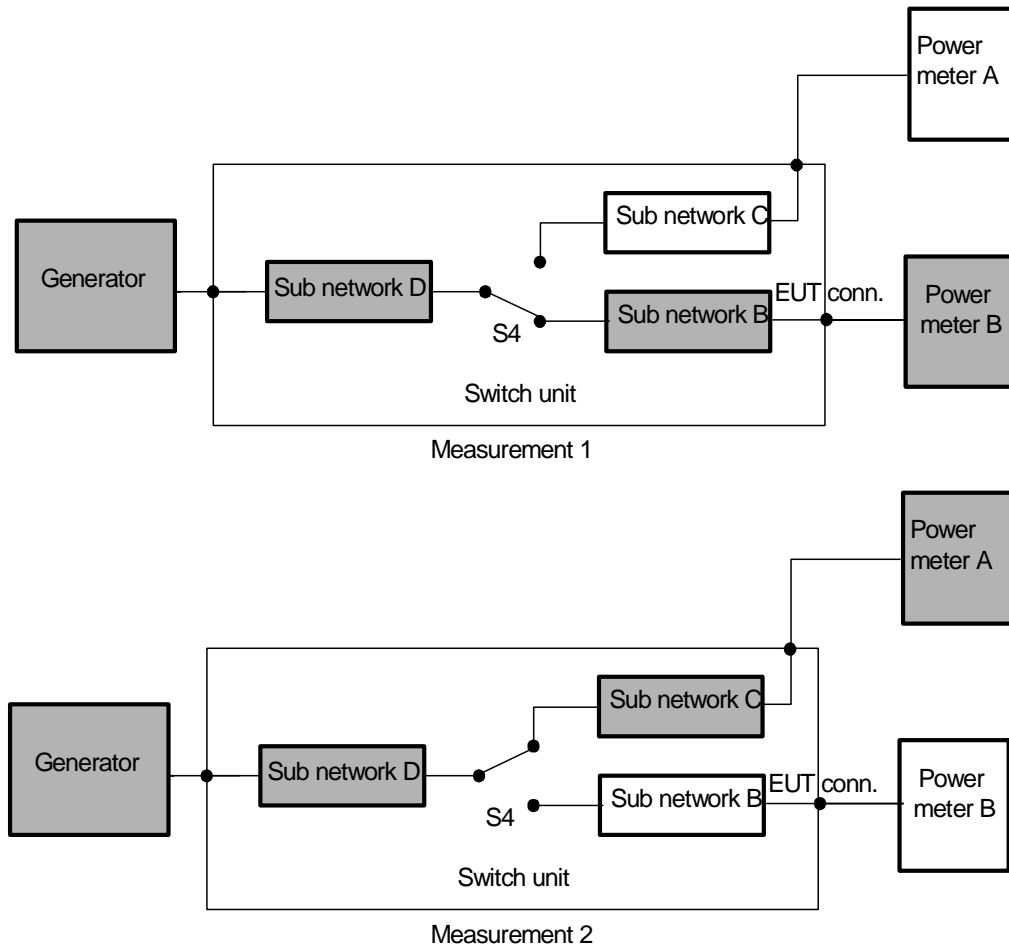 Power
meter A
Sub network C
Generator
Sub network D
EUT conn.
Power
meter B
Sub network B
S4
Switch unit
Measurement 1
Power
meter A
Sub network C
Generator
Sub network D
EUT conn.
Power
meter B
Sub network B
S4
Switch unit
Measurement 2